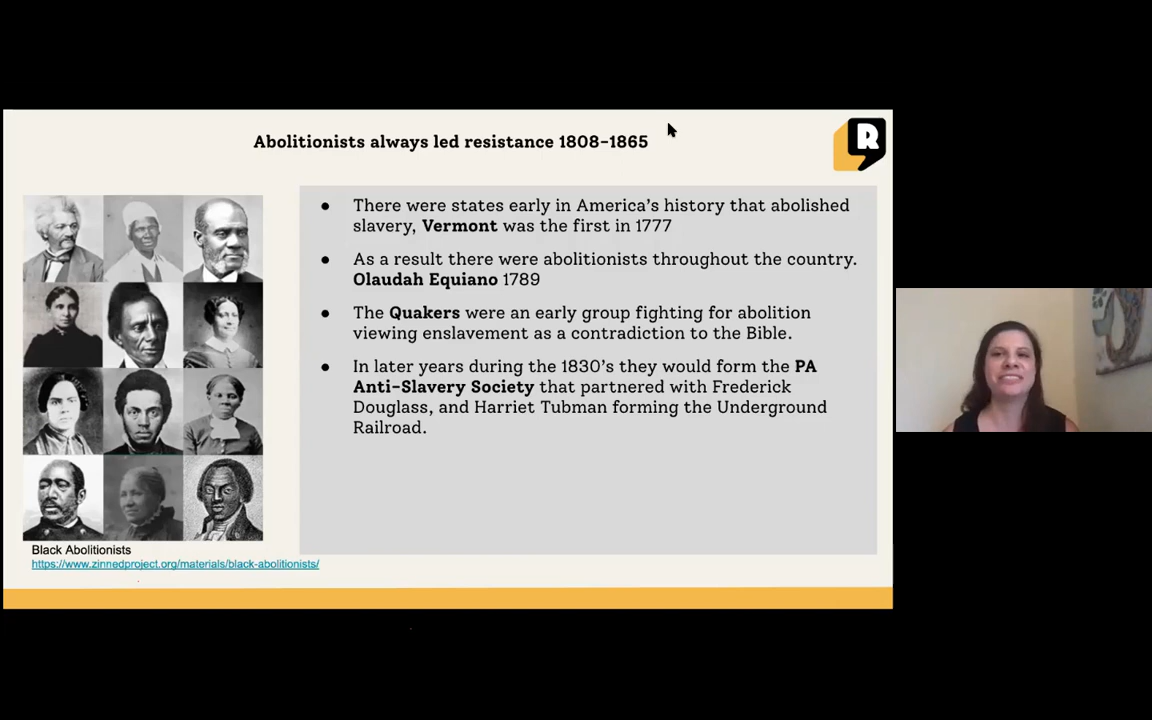 Abolitionists always led resistance 1808-1865
R
● There were states early in America's history that abolished
slavery, Vermont was the first in 1777
● As a result there were abolitionists throughout the country.
Olaudah Equiano 1789
● The Quakers were an early group fighting for abolition
viewing enslavement as a contradiction to the Bible.
● In later years during the 1830's they would form the PA
Anti-Slavery Society that partnered with Frederick
Douglass, and Harriet Tubman forming the Underground
Railroad.
Black Abolitionists
https://www.zinnedproject.org/materials/black-abolitionists/